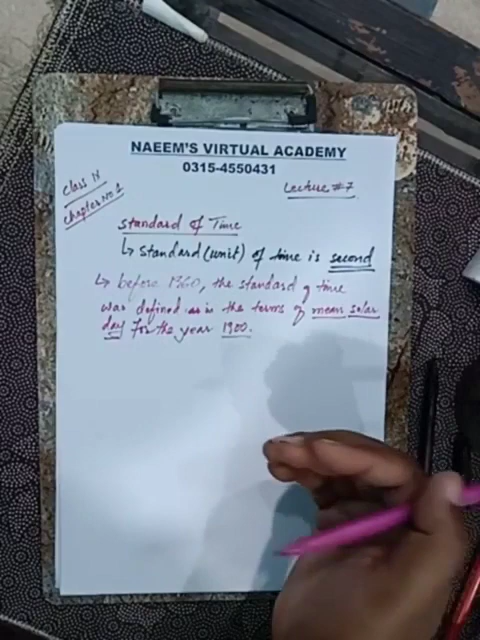 NAEEM'S VIRTUAL ACADEMY
0315-4550431
Class IX
Chapter No 1
Lecture #7
Standard of Time
↳ Standard (unit) of time is second
↳ before 1960, the standard of time
was defined as in the terms of mean solar
day for the year 1900.